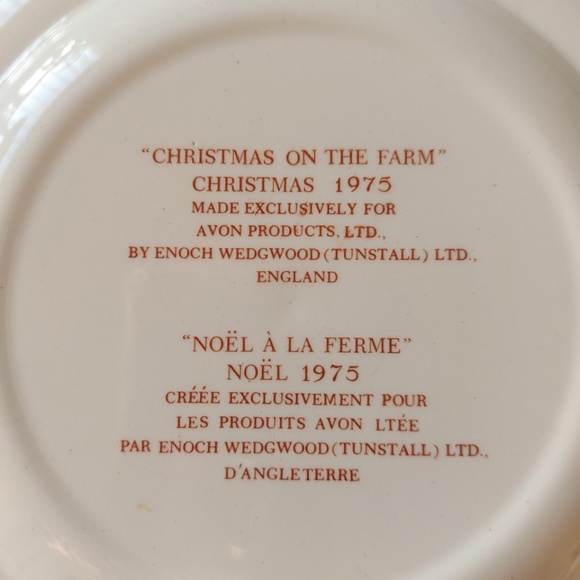 "CHRISTMAS ON THE FARM"
CHRISTMAS 1975
MADE EXCLUSIVELY FOR
AVON PRODUCTS, LTD.,
BY ENOCH WEDGWOOD (TUNSTALL) LTD.,
ENGLAND
"NOËL À LA FERME"
NOËL 1975
CRÉÉE EXCLUSIVEMENT POUR
LES PRODUITS AVON LTÉE
PAR ENOCH WEDGWOOD (TUNSTALL) LTD.,
D'ANGLETERRE